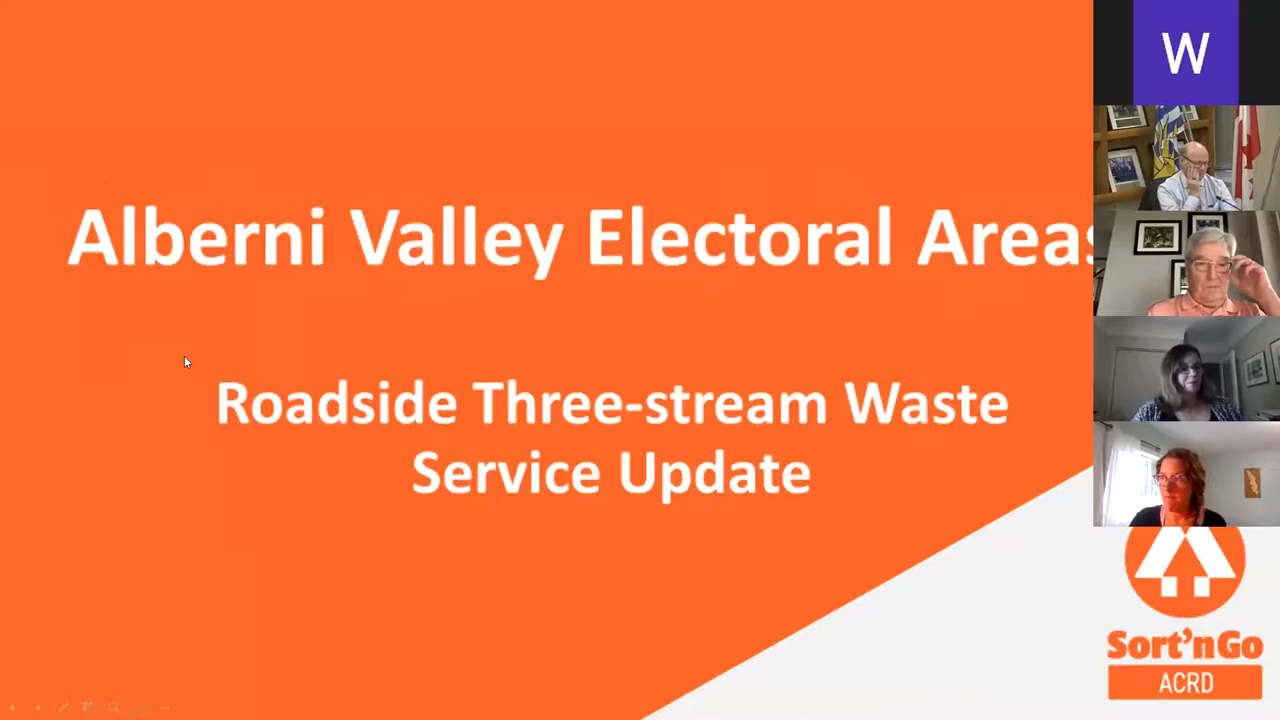 Alberni Valley Electoral Areas
Roadside Three-stream Waste
Service Update
W
Sort'nGo
ACRD